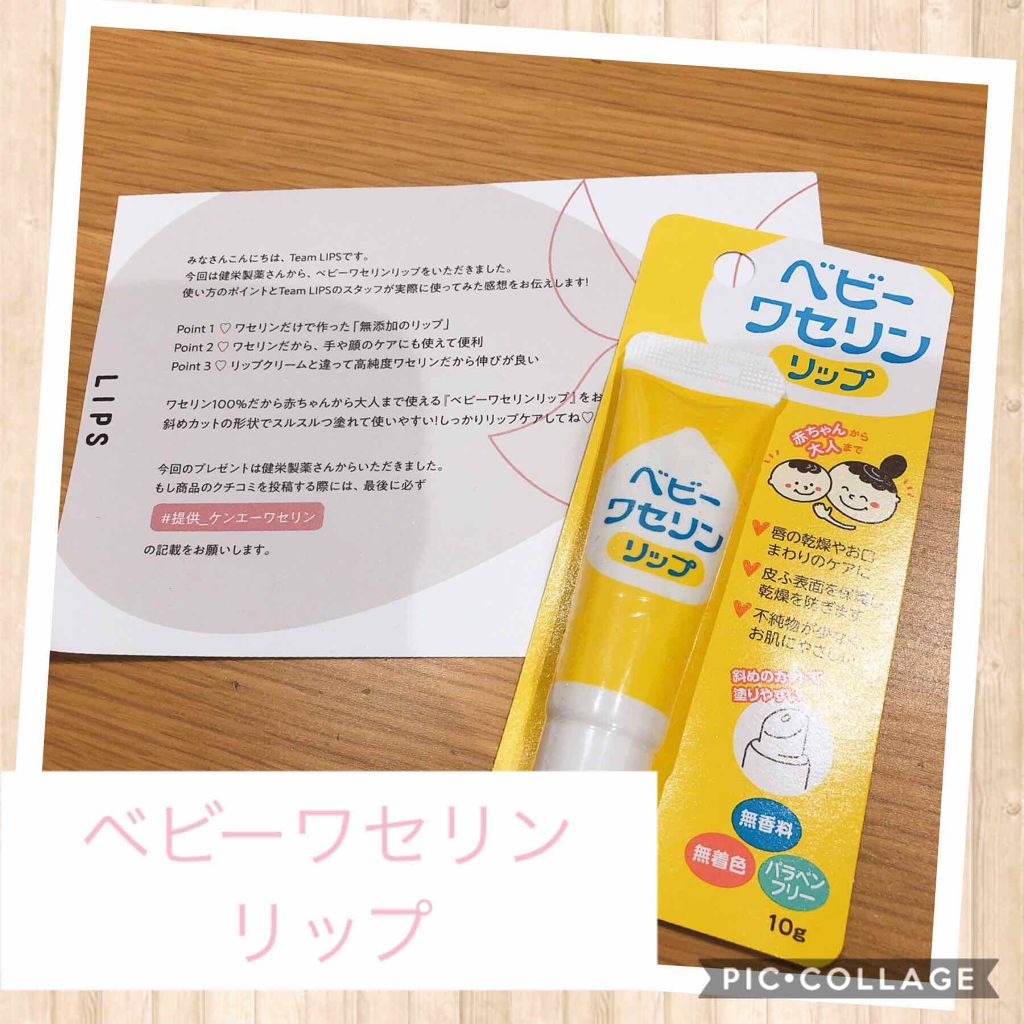 みなさんこんにちは、Team LIPSです。
今回は健栄製薬さんから、ベビーワセリンリップをいただきました。
使い方のポイントとTeam LIPSのスタッフが実際に使ってみた感想をお伝えします!
Point 1 ♡ ワセリンだけで作った「無添加のリップ」
Point 2 ♡ ワセリンだから、手や顔のケアにも使えて便利
Point 3 ♡ リップクリームと違って高純度ワセリンだから伸びが良い
ワセリン100%だから赤ちゃんから大人まで使える『ベビーワセリンリップ』をお
斜めカットの形状でスルスルつ塗れて使いやすい!しっかりリップケアしてね♡
今回のプレゼントは健栄製薬さんからいただきました。
もし商品のクチコミを投稿する際には、最後に必ず
#提供_ケンエーワセリン
の記載をお願いします。
LIPS
ベビー
ワセリン
リップ
赤ちゃんから
大人まで
唇の乾燥やお口
まわりのケアに
皮ふ表面を保護し
乾燥を防ぎます
不純物が少なく
お肌にやさしい
斜めのカットで
塗りやすい
無香料
無着色
パラベン
フリー
10g
ベビー
ワセリン
リップ
ベビーワセリン
リップ
PIC•COLLAGE